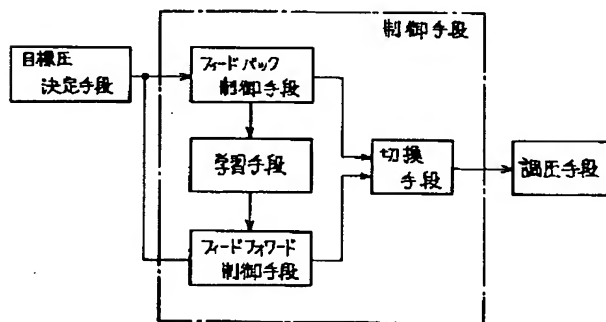 制御手段
目標圧
決定手段
フィードバック
制御手段
学習手段
切換
手段
調圧手段
フィードフォワード
制御手段